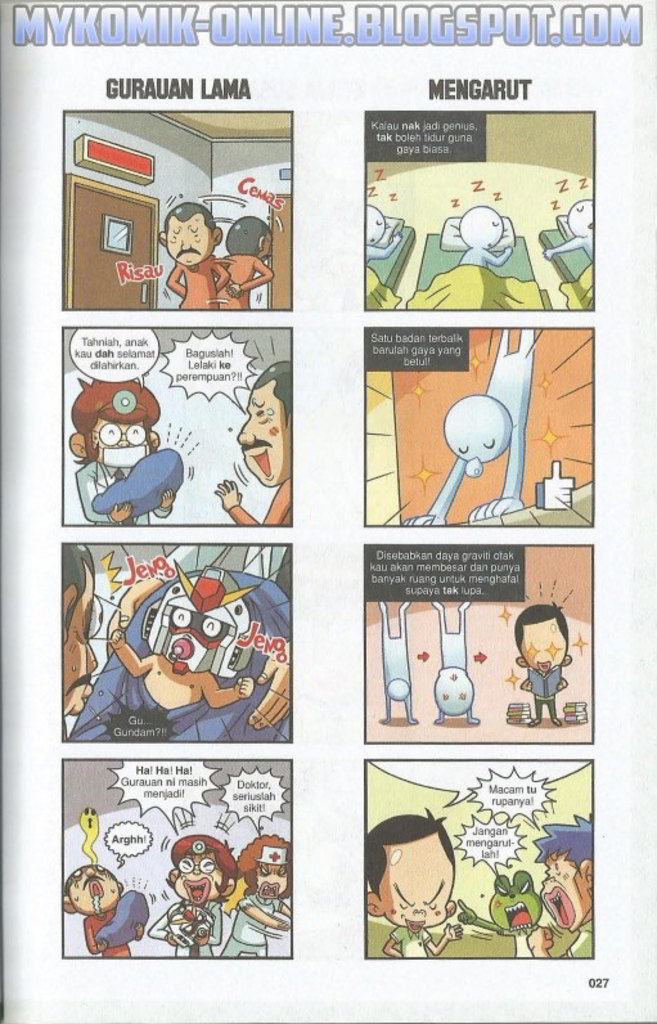 MYKOMIK-ONLINE.BLOGSPOT.COM
GURAUAN LAMA
Cemas
Risau
Tahniah, anak
kau dah selamat
dilahirkan.
Baguslah!
Lelaki ke
perempuan?!!
Jeng
Jeng
Gu...
Gundam?!!
Ha! Ha! Ha!
Gurauan ni masih
menjadi!
Doktor,
seriuslah
sikit!
Arghh!
MENGARUT
Kalau nak jadi genius,
tak boleh tidur guna
gaya biasa.
z z z
z z z
z z z
Satu badan terbalik
barulah gaya yang
betul!
Disebabkan daya graviti otak
kau akan membesar dan punya
banyak ruang untuk menghafal
supaya tak lupa.
Macam tu
rupanya!
Jangan
mengarut-
lah!
027